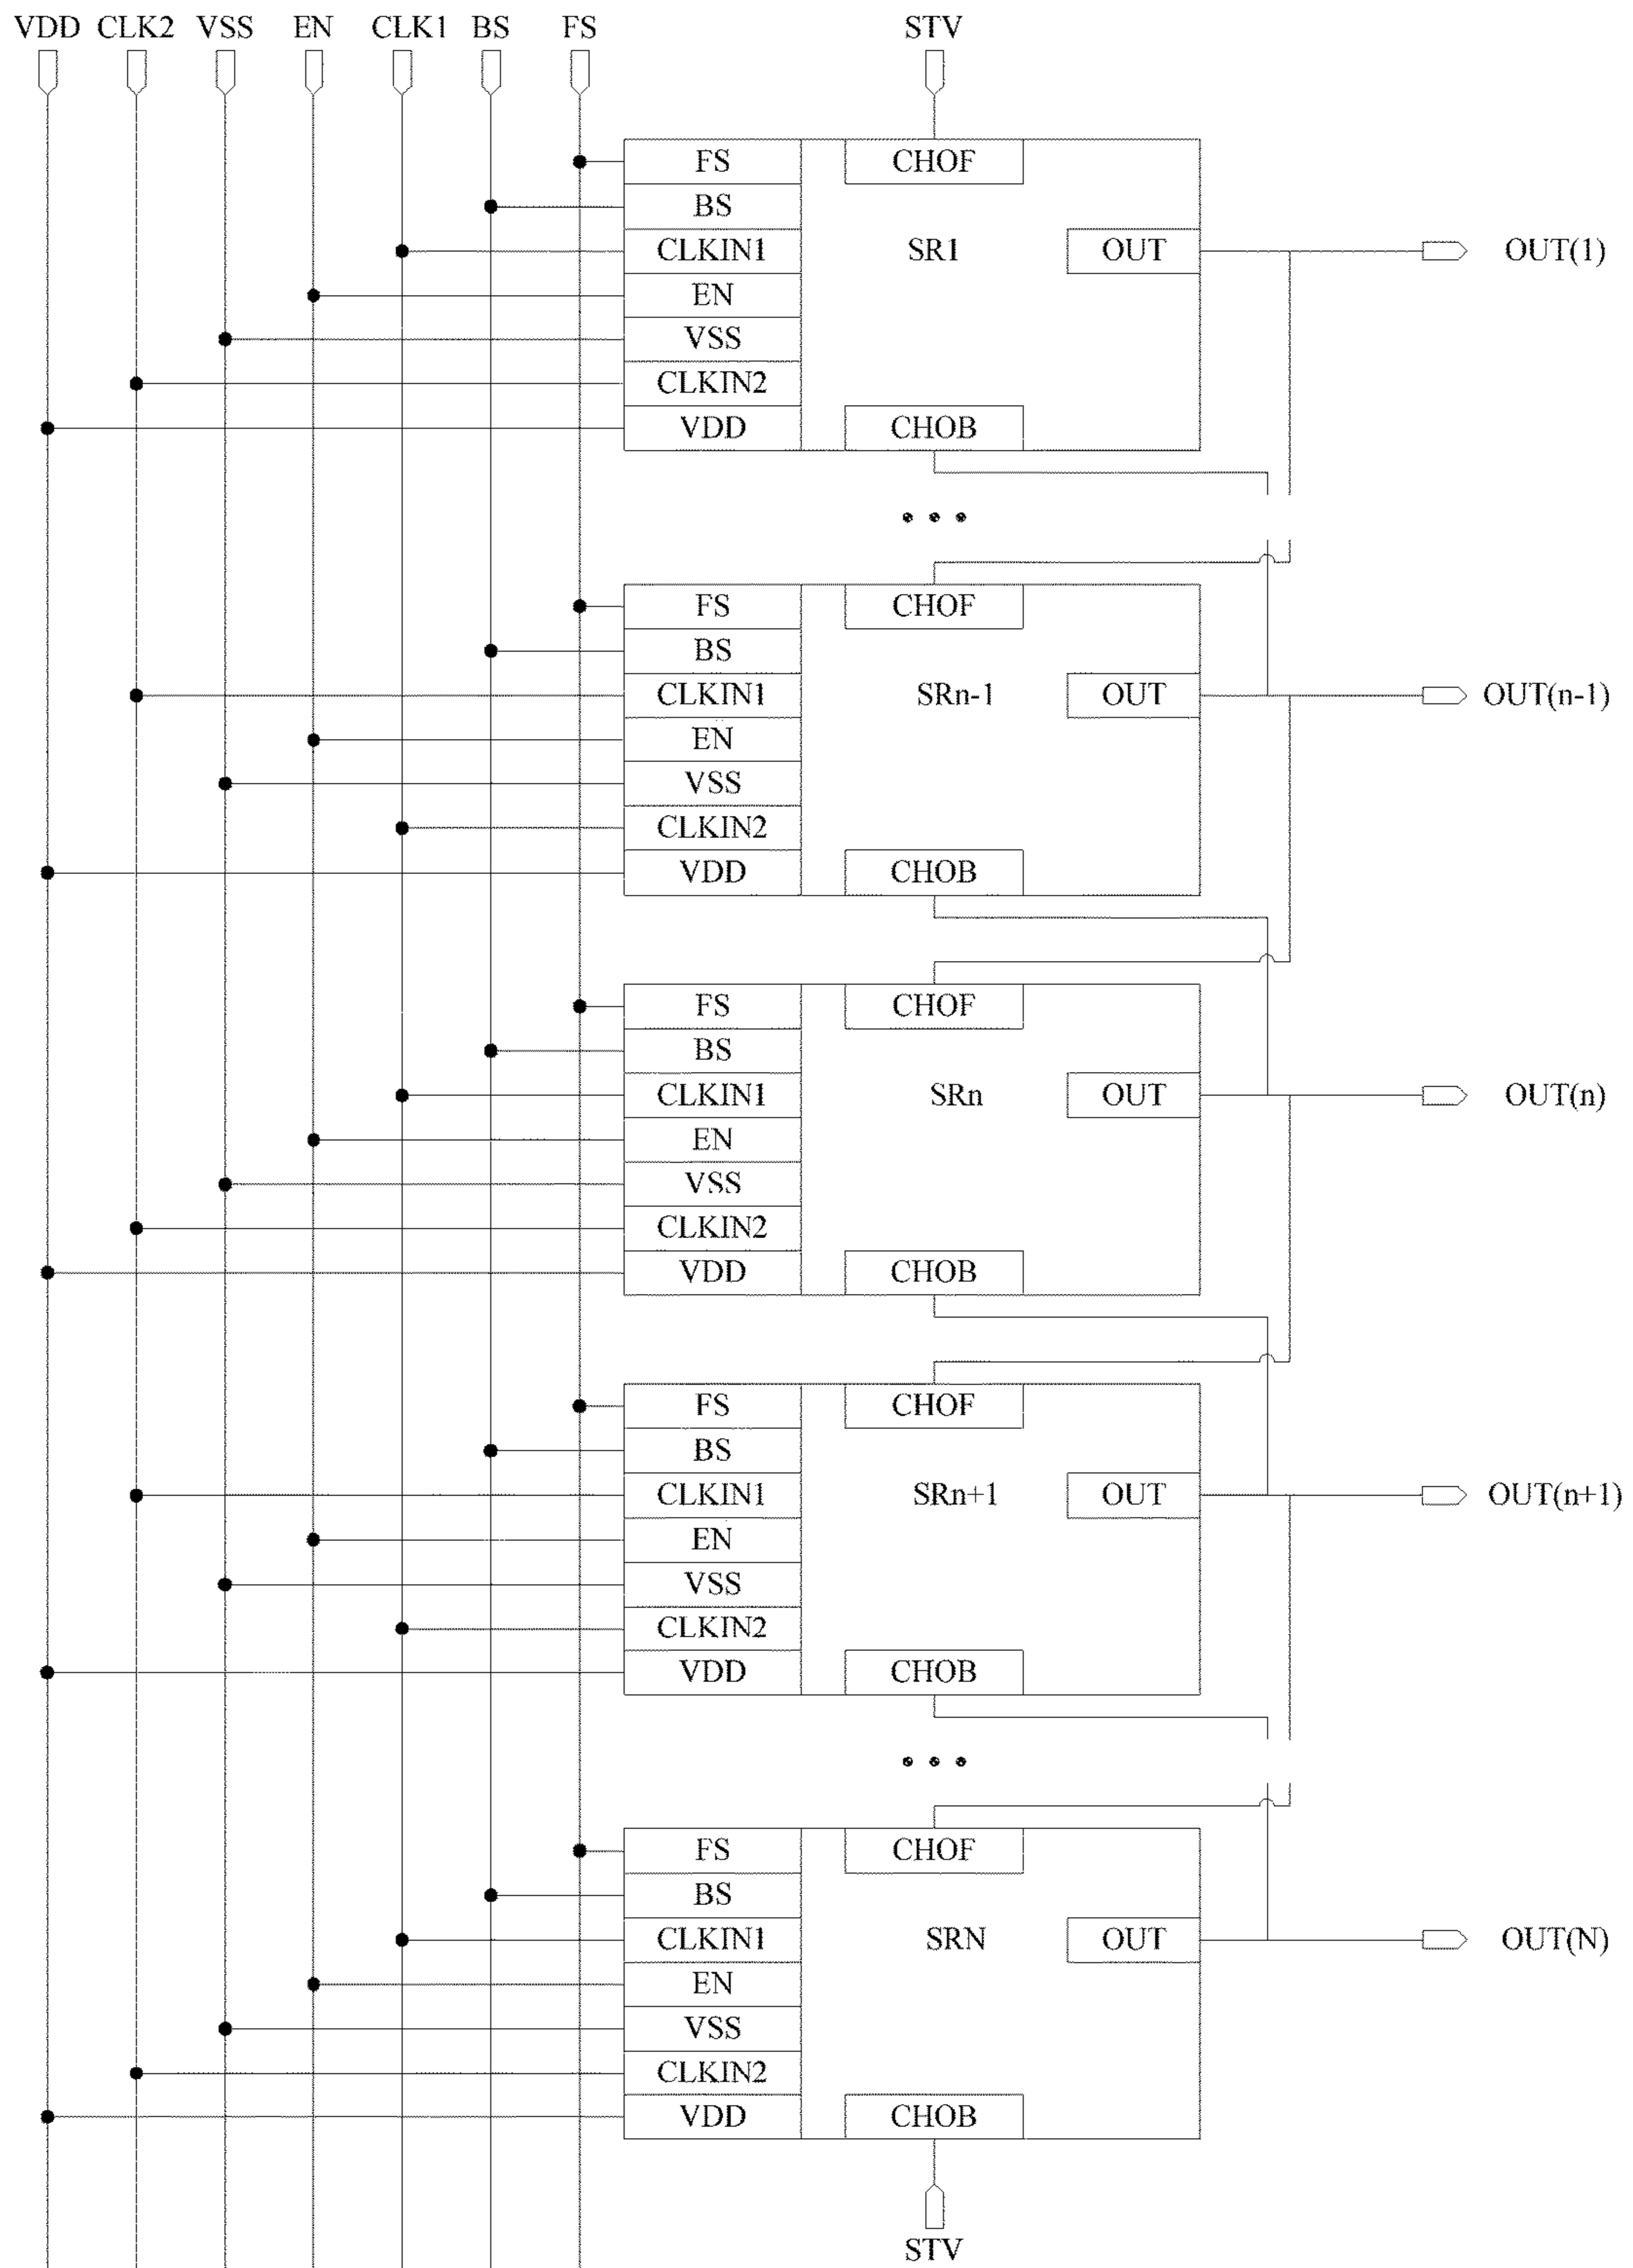 VDD CLK2 VSS EN CLK1 BS FS STV
FS CHOF
BS
CLKIN1 SR1 OUT OUT(1)
EN
VSS
CLKIN2
VDD CHOB
FS CHOF
BS
CLKIN1 SRn-1 OUT OUT(n-1)
EN
VSS
CLKIN2
VDD CHOB
FS CHOF
BS
CLKIN1 SRn OUT OUT(n)
EN
VSS
CLKIN2
VDD CHOB
FS CHOF
BS
CLKIN1 SRn+1 OUT OUT(n+1)
EN
VSS
CLKIN2
VDD CHOB
FS CHOF
BS
CLKIN1 SRN OUT OUT(N)
EN
VSS
CLKIN2
VDD CHOB
STV